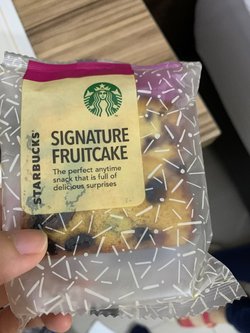 STARBUCKS
SIGNATURE
FRUITCAKE
The perfect anytime
snack that is full of
delicious surprises